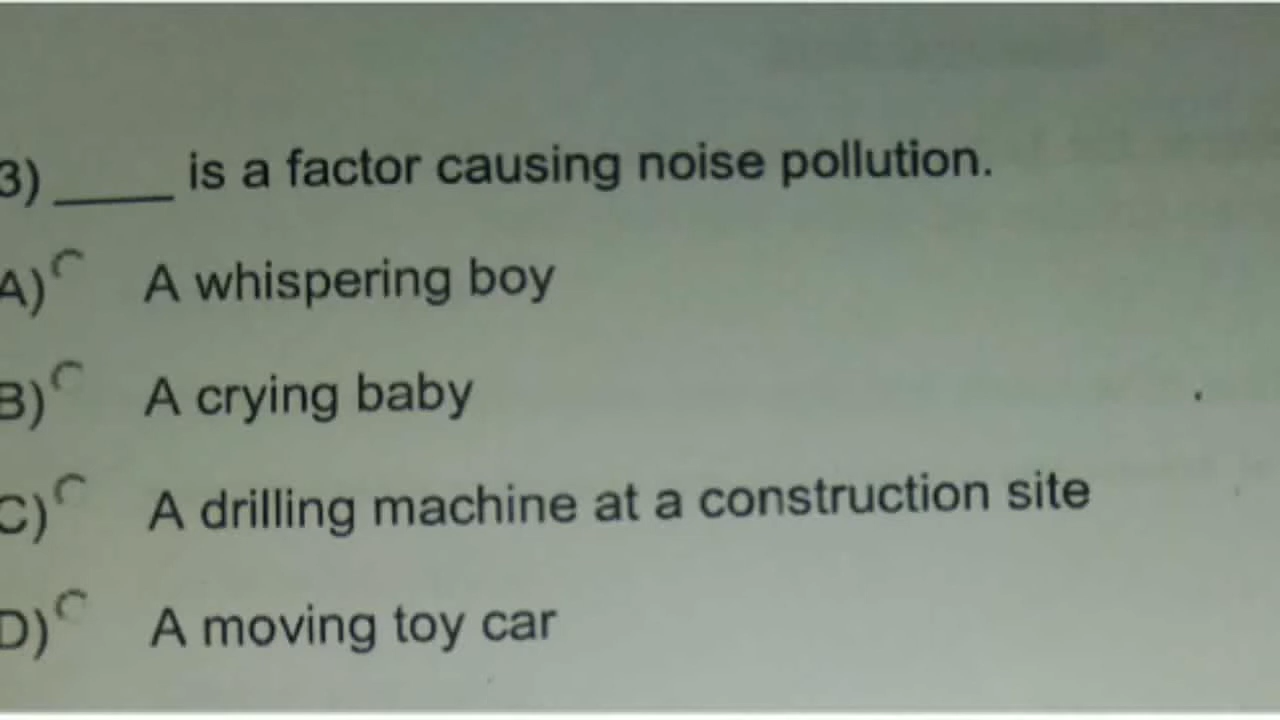 3) _____ is a factor causing noise pollution.
A) A whispering boy
B) A crying baby
C) A drilling machine at a construction site
D) A moving toy car